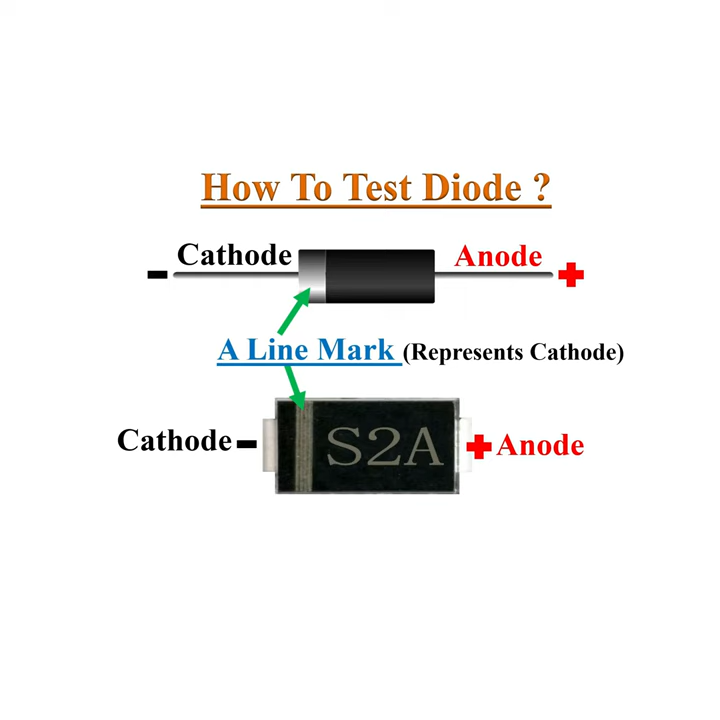 How To Test Diode ?
Cathode Anode
- +
A Line Mark (Represents Cathode)
Cathode - S2A + Anode